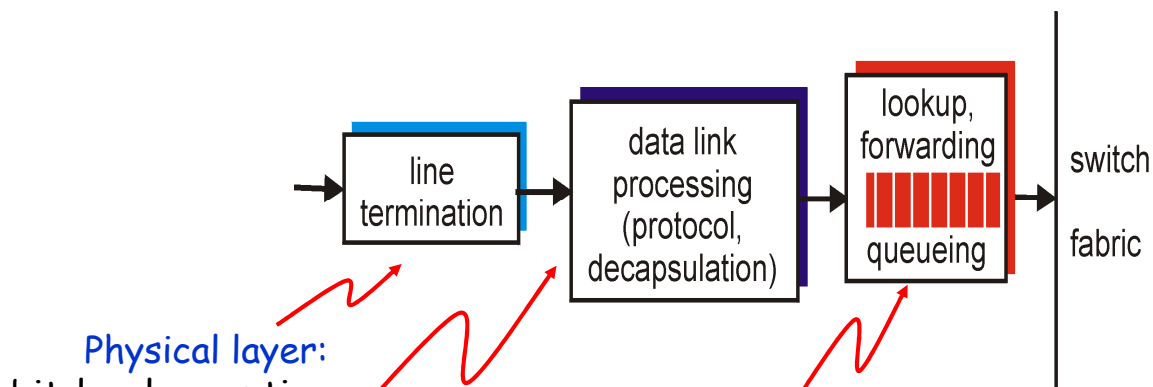 line
termination
data link
processing
(protocol,
decapsulation)
lookup,
forwarding
queueing
switch
fabric
Physical layer: